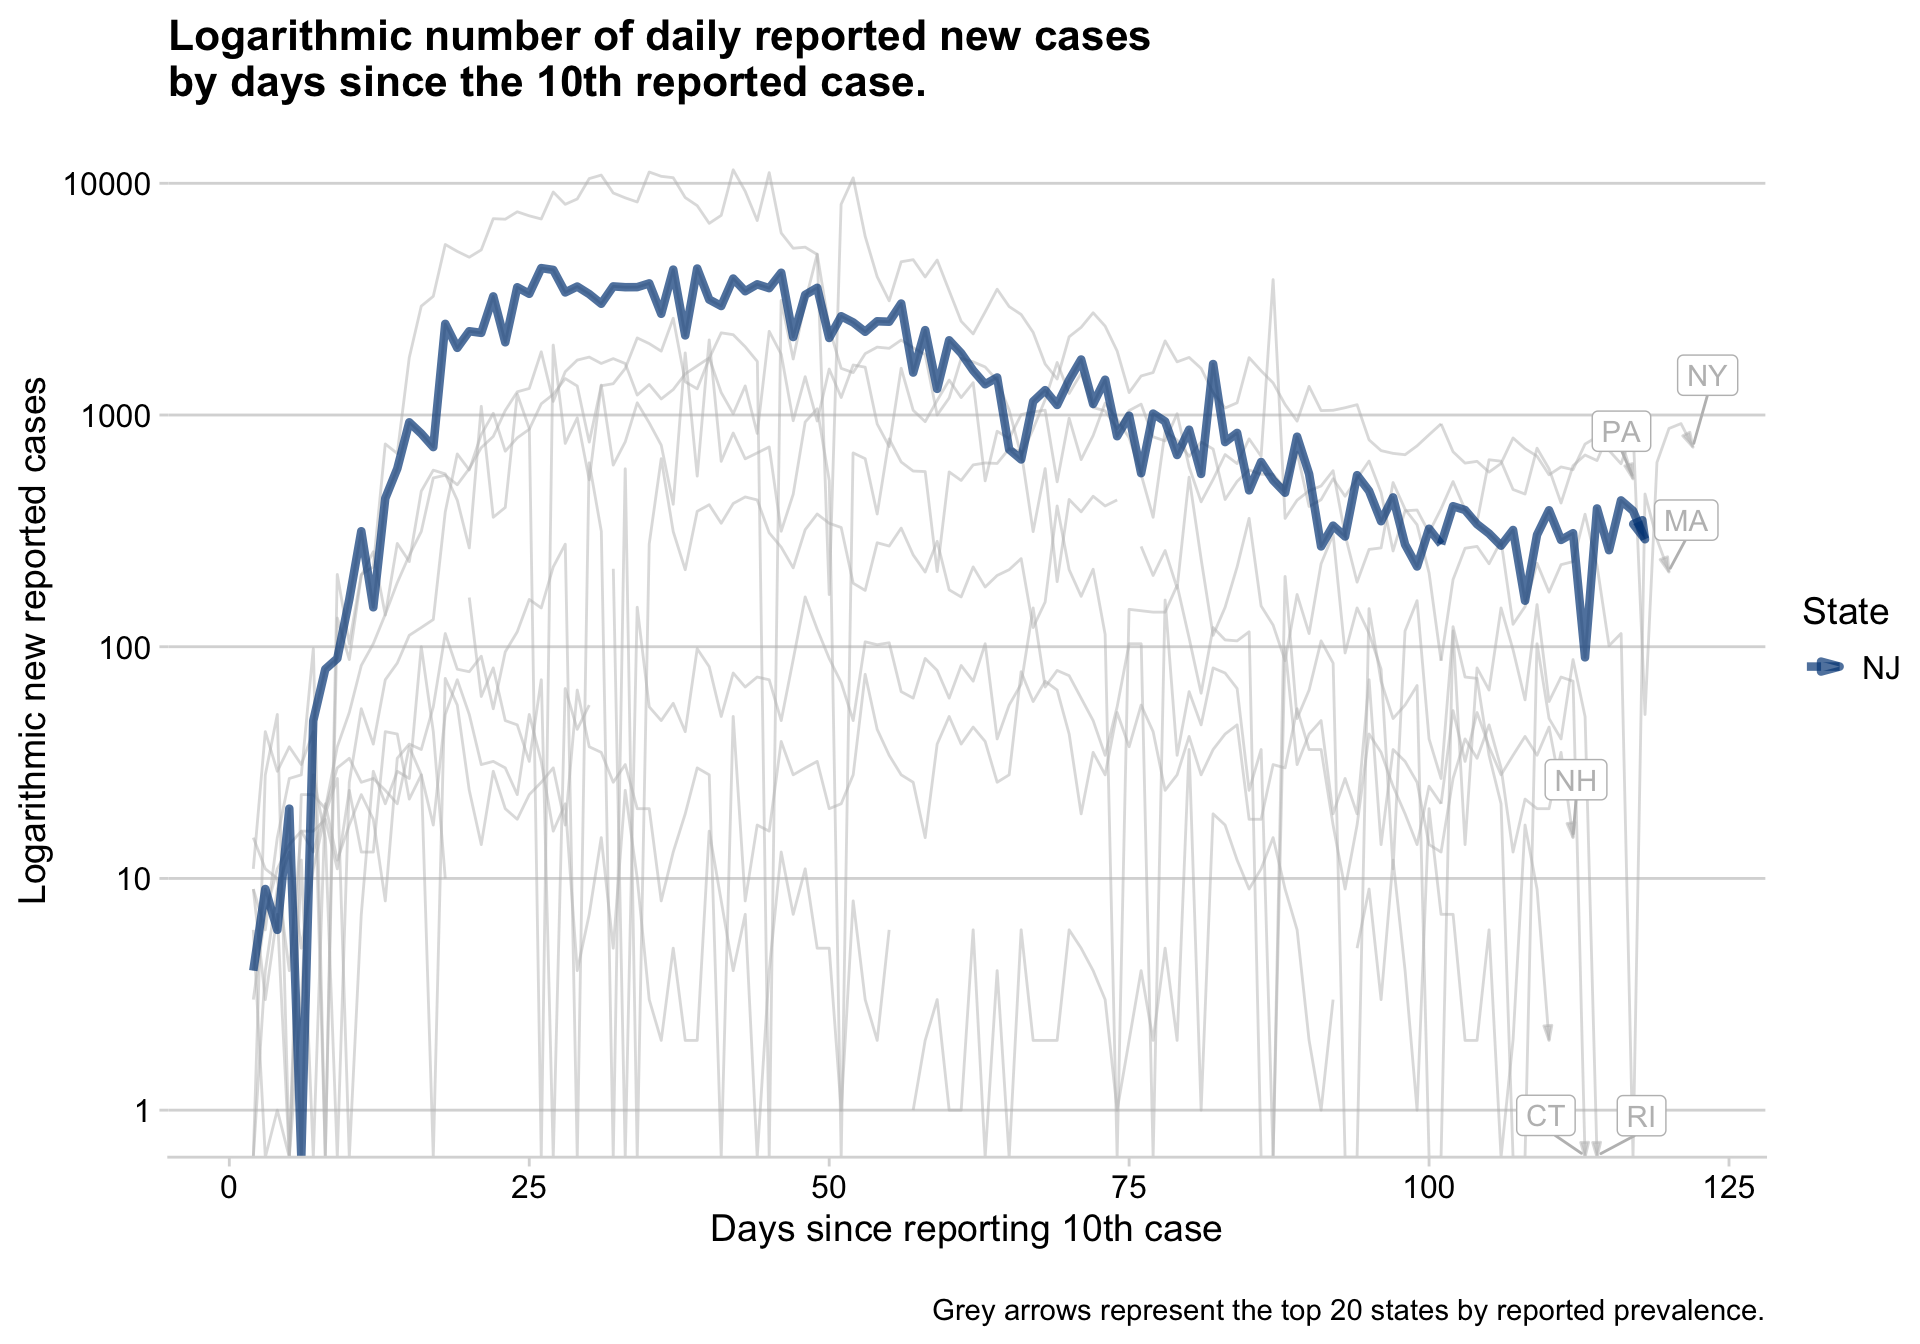 Logarithmic number of daily reported new cases
by days since the 10th reported case.
Logarithmic new reported cases
10000
1000
100
10
1
NY
PA
MA
NH
CT
RI
State
NJ
0
25
50
75
100
125
Days since reporting 10th case
Grey arrows represent the top 20 states by reported prevalence.